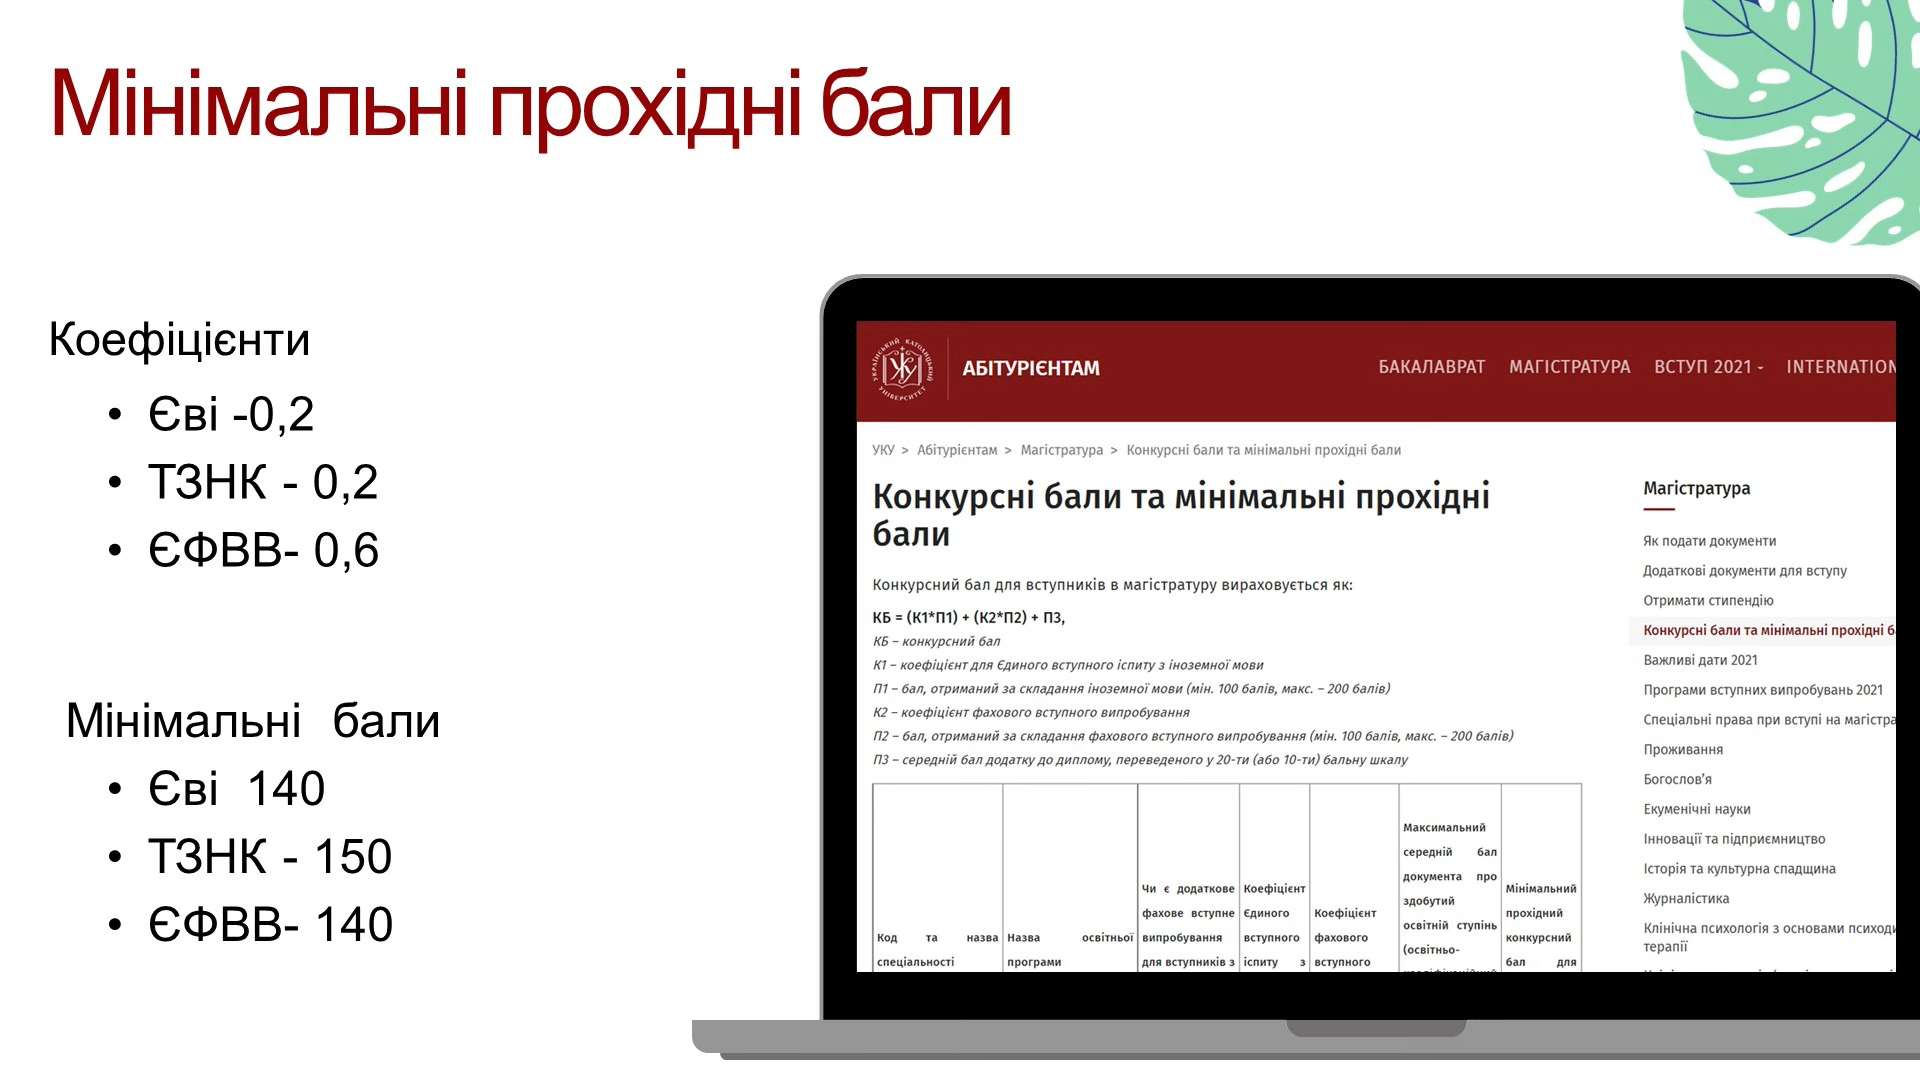 Мінімальні прохідні бали
Коефіцієнти
• Єві -0,2
• ТЗНК - 0,2
• ЄФВВ- 0,6
Мінімальні бали
• Єві 140
• ТЗНК - 150
• ЄФВВ- 140
УКРАЇНСЬКИЙ КАТОЛИЦЬКИЙ УНІВЕРСИТЕТ
АБІТУРІЄНТАМ
БАКАЛАВРАТ МАГІСТРАТУРА ВСТУП 2021 INTERNATION
УКУ > Абітурієнтам > Магістратура > Конкурсні бали та мінімальні прохідні бали
Конкурсні бали та мінімальні прохідні
бали
Конкурсний бал для вступників в магістратуру вираховується як:
КБ = (К1*П1) + (К2*П2) + П3,
КБ – конкурсний бал
К1 – коефіцієнт для Єдиного вступного іспиту з іноземної мови
П1 – бал, отриманий за складання іноземної мови (мін. 100 балів, макс. – 200 балів)
К2 – коефіцієнт фахового вступного випробування
П2 – бал, отриманий за складання фахового вступного випробування (мін. 100 балів, макс. – 200 балів)
П3 – середній бал додатку до диплому, переведеного у 20-ти (або 10-ти) бальну шкалу
Код та назва
спеціальності
Назва освітньої
програми
Чи є додаткове
фахове вступне
випробування
для вступників з
Коефіцієнт
Єдиного
вступного
іспиту з
Коефіцієнт
фахового
вступного
Максимальний
середній бал
документа про
здобутий
освітній ступінь
(освітньо-
Мінімальний
прохідний
конкурсний
бал для
Магістратура
Як подати документи
Додаткові документи для вступу
Отримати стипендію
Конкурсні бали та мінімальні прохідні ба
Важливі дати 2021
Програми вступних випробувань 2021
Спеціальні права при вступі на магістра
Проживання
Богослов’я
Екуменічні науки
Інновації та підприємництво
Історія та культурна спадщина
Журналістика
Клінічна психологія з основами психоди
терапії